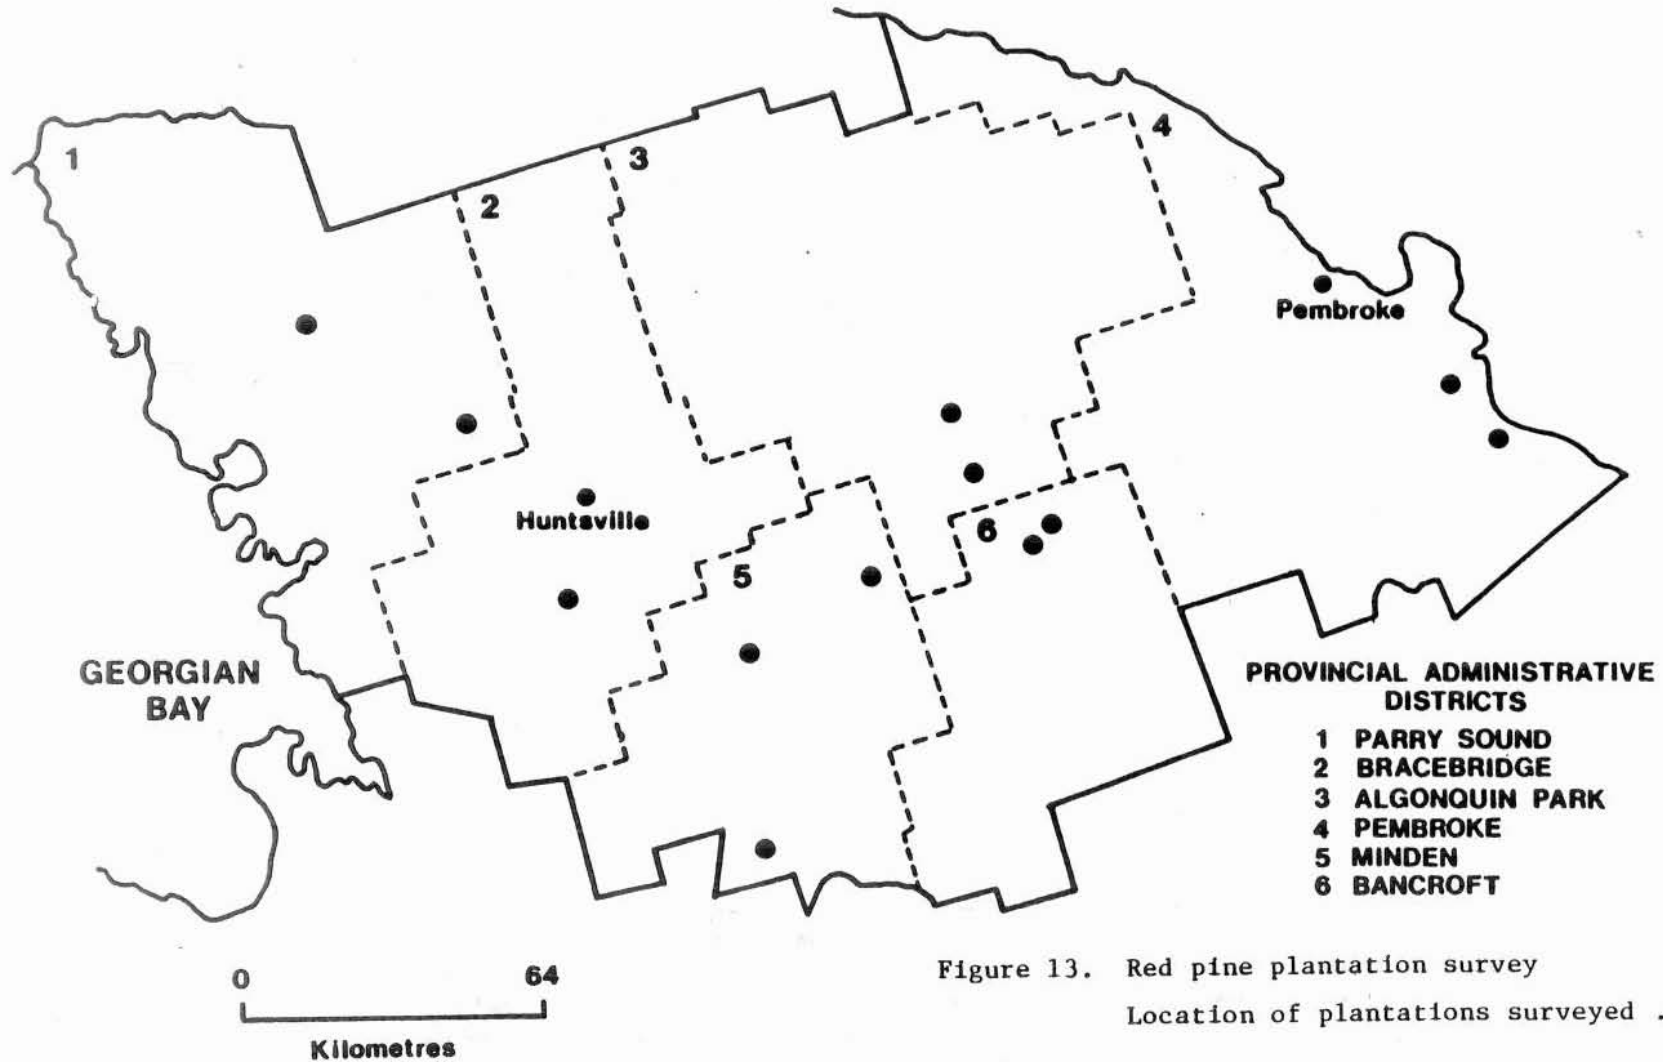 1
2
3
4
Pembroke
Huntsville
5
6
GEORGIAN
BAY
PROVINCIAL ADMINISTRATIVE
DISTRICTS
1 PARRY SOUND
2 BRACEBRIDGE
3 ALGONQUIN PARK
4 PEMBROKE
5 MINDEN
6 BANCROFT
0 64
Kilometres
Figure 13. Red pine plantation survey
Location of plantations surveyed .